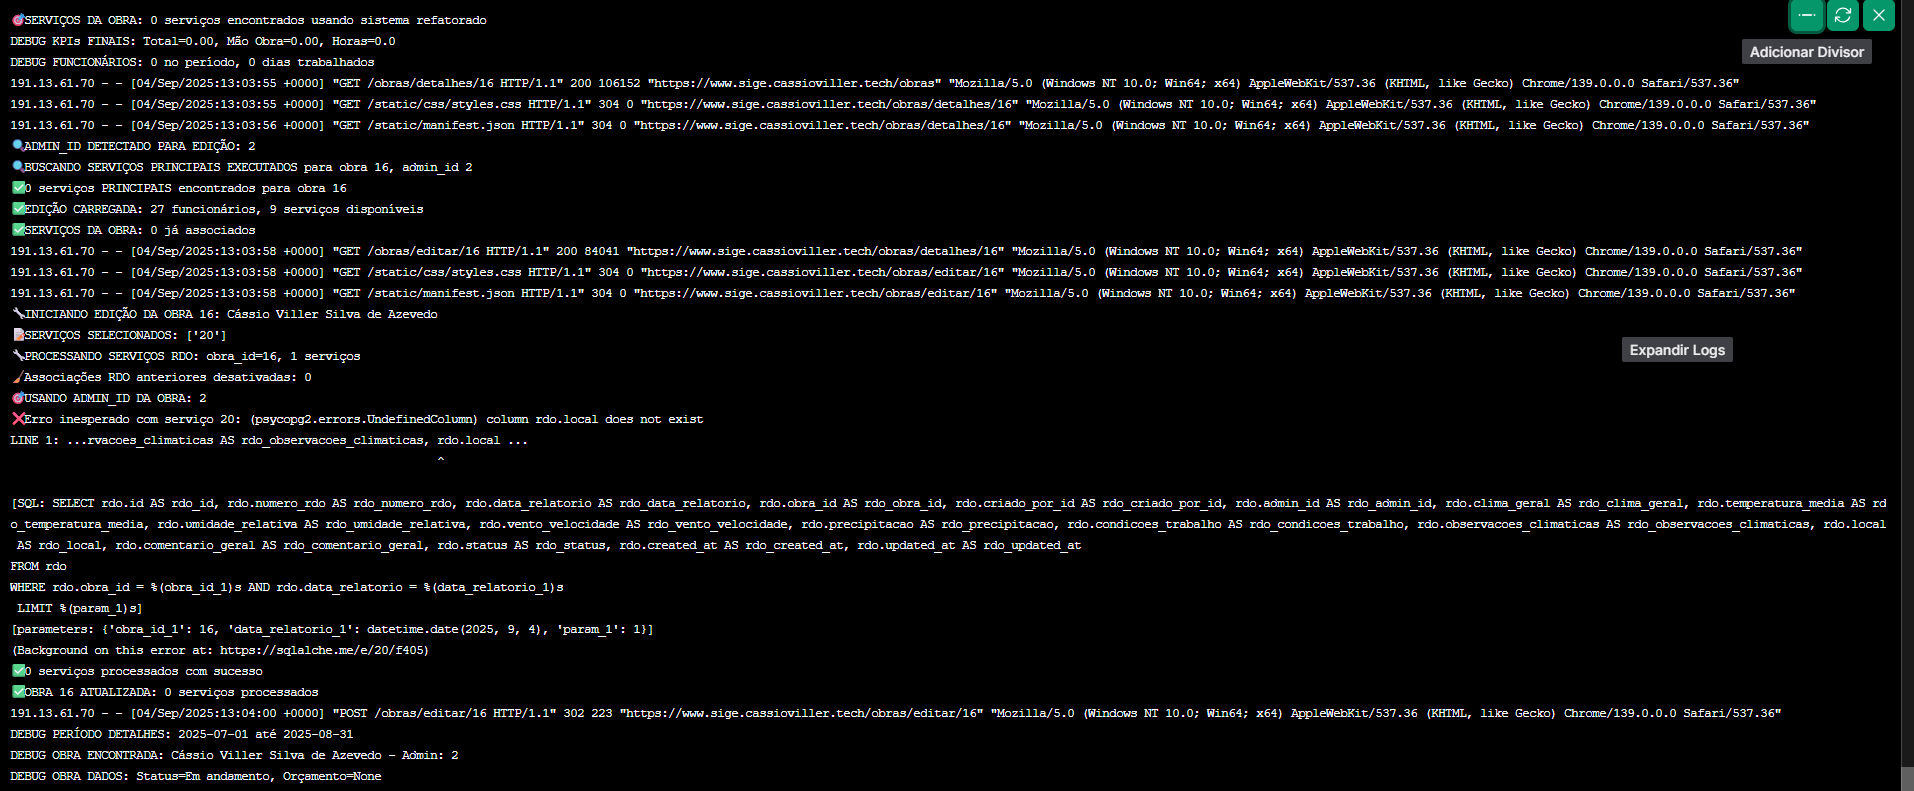 🎯SERVIÇOS DA OBRA: 0 serviços encontrados usando sistema refatorado
DEBUG KPIs FINAIS: Total=0.00, Mão Obra=0.00, Horas=0.0
Adicionar Divisor
DEBUG FUNCIONÁRIOS: 0 no período, 0 dias trabalhados
191.13.61.70 - - [04/Sep/2025:13:03:55 +0000] "GET /obras/detalhes/16 HTTP/1.1" 200 106152 "https://www.sige.cassioviller.tech/obras" "Mozilla/5.0 (Windows NT 10.0; Win64; x64) AppleWebKit/537.36 (KHTML, like Gecko) Chrome/139.0.0.0 Safari/537.36"
191.13.61.70 - - [04/Sep/2025:13:03:55 +0000] "GET /static/css/styles.css HTTP/1.1" 304 0 "https://www.sige.cassioviller.tech/obras/detalhes/16" "Mozilla/5.0 (Windows NT 10.0; Win64; x64) AppleWebKit/537.36 (KHTML, like Gecko) Chrome/139.0.0.0 Safari/537.36"
191.13.61.70 - - [04/Sep/2025:13:03:56 +0000] "GET /static/manifest.json HTTP/1.1" 304 0 "https://www.sige.cassioviller.tech/obras/detalhes/16" "Mozilla/5.0 (Windows NT 10.0; Win64; x64) AppleWebKit/537.36 (KHTML, like Gecko) Chrome/139.0.0.0 Safari/537.36"
🔍ADMIN_ID DETECTADO PARA EDIÇÃO: 2
🔍BUSCANDO SERVIÇOS PRINCIPAIS EXECUTADOS para obra 16, admin_id 2
✅0 serviços PRINCIPAIS encontrados para obra 16
✅EDIÇÃO CARREGADA: 27 funcionários, 9 serviços disponíveis
✅SERVIÇOS DA OBRA: 0 já associados
191.13.61.70 - - [04/Sep/2025:13:03:58 +0000] "GET /obras/editar/16 HTTP/1.1" 200 84041 "https://www.sige.cassioviller.tech/obras/detalhes/16" "Mozilla/5.0 (Windows NT 10.0; Win64; x64) AppleWebKit/537.36 (KHTML, like Gecko) Chrome/139.0.0.0 Safari/537.36"
191.13.61.70 - - [04/Sep/2025:13:03:58 +0000] "GET /static/css/styles.css HTTP/1.1" 304 0 "https://www.sige.cassioviller.tech/obras/editar/16" "Mozilla/5.0 (Windows NT 10.0; Win64; x64) AppleWebKit/537.36 (KHTML, like Gecko) Chrome/139.0.0.0 Safari/537.36"
191.13.61.70 - - [04/Sep/2025:13:03:58 +0000] "GET /static/manifest.json HTTP/1.1" 304 0 "https://www.sige.cassioviller.tech/obras/editar/16" "Mozilla/5.0 (Windows NT 10.0; Win64; x64) AppleWebKit/537.36 (KHTML, like Gecko) Chrome/139.0.0.0 Safari/537.36"
🔧INICIANDO EDIÇÃO DA OBRA 16: Cássio Viller Silva de Azevedo
📝SERVIÇOS SELECIONADOS: ['20']
Expandir Logs
🔧PROCESSANDO SERVIÇOS RDO: obra_id=16, 1 serviços
🧹Associações RDO anteriores desativadas: 0
🎯USANDO ADMIN_ID DA OBRA: 2
❌Erro inesperado com serviço 20: (psycopg2.errors.UndefinedColumn) column rdo.local does not exist
LINE 1: ...rvacoes_climaticas AS rdo_observacoes_climaticas, rdo.local ...
^
[SQL: SELECT rdo.id AS rdo_id, rdo.numero_rdo AS rdo_numero_rdo, rdo.data_relatorio AS rdo_data_relatorio, rdo.obra_id AS rdo_obra_id, rdo.criado_por_id AS rdo_criado_por_id, rdo.admin_id AS rdo_admin_id, rdo.clima_geral AS rdo_clima_geral, rdo.temperatura_media AS rd
o_temperatura_media, rdo.umidade_relativa AS rdo_umidade_relativa, rdo.vento_velocidade AS rdo_vento_velocidade, rdo.precipitacao AS rdo_precipitacao, rdo.condicoes_trabalho AS rdo_condicoes_trabalho, rdo.observacoes_climaticas AS rdo_observacoes_climaticas, rdo.local
AS rdo_local, rdo.comentario_geral AS rdo_comentario_geral, rdo.status AS rdo_status, rdo.created_at AS rdo_created_at, rdo.updated_at AS rdo_updated_at
FROM rdo
WHERE rdo.obra_id = %(obra_id_1)s AND rdo.data_relatorio = %(data_relatorio_1)s
LIMIT %(param_1)s]
[parameters: {'obra_id_1': 16, 'data_relatorio_1': datetime.date(2025, 9, 4), 'param_1': 1}]
(Background on this error at: https://sqlalche.me/e/20/f405)
✅0 serviços processados com sucesso
✅OBRA 16 ATUALIZADA: 0 serviços processados
191.13.61.70 - - [04/Sep/2025:13:04:00 +0000] "POST /obras/editar/16 HTTP/1.1" 302 223 "https://www.sige.cassioviller.tech/obras/editar/16" "Mozilla/5.0 (Windows NT 10.0; Win64; x64) AppleWebKit/537.36 (KHTML, like Gecko) Chrome/139.0.0.0 Safari/537.36"
DEBUG PERÍODO DETALHES: 2025-07-01 até 2025-08-31
DEBUG OBRA ENCONTRADA: Cássio Viller Silva de Azevedo - Admin: 2
DEBUG OBRA DADOS: Status=Em andamento, Orçamento=None